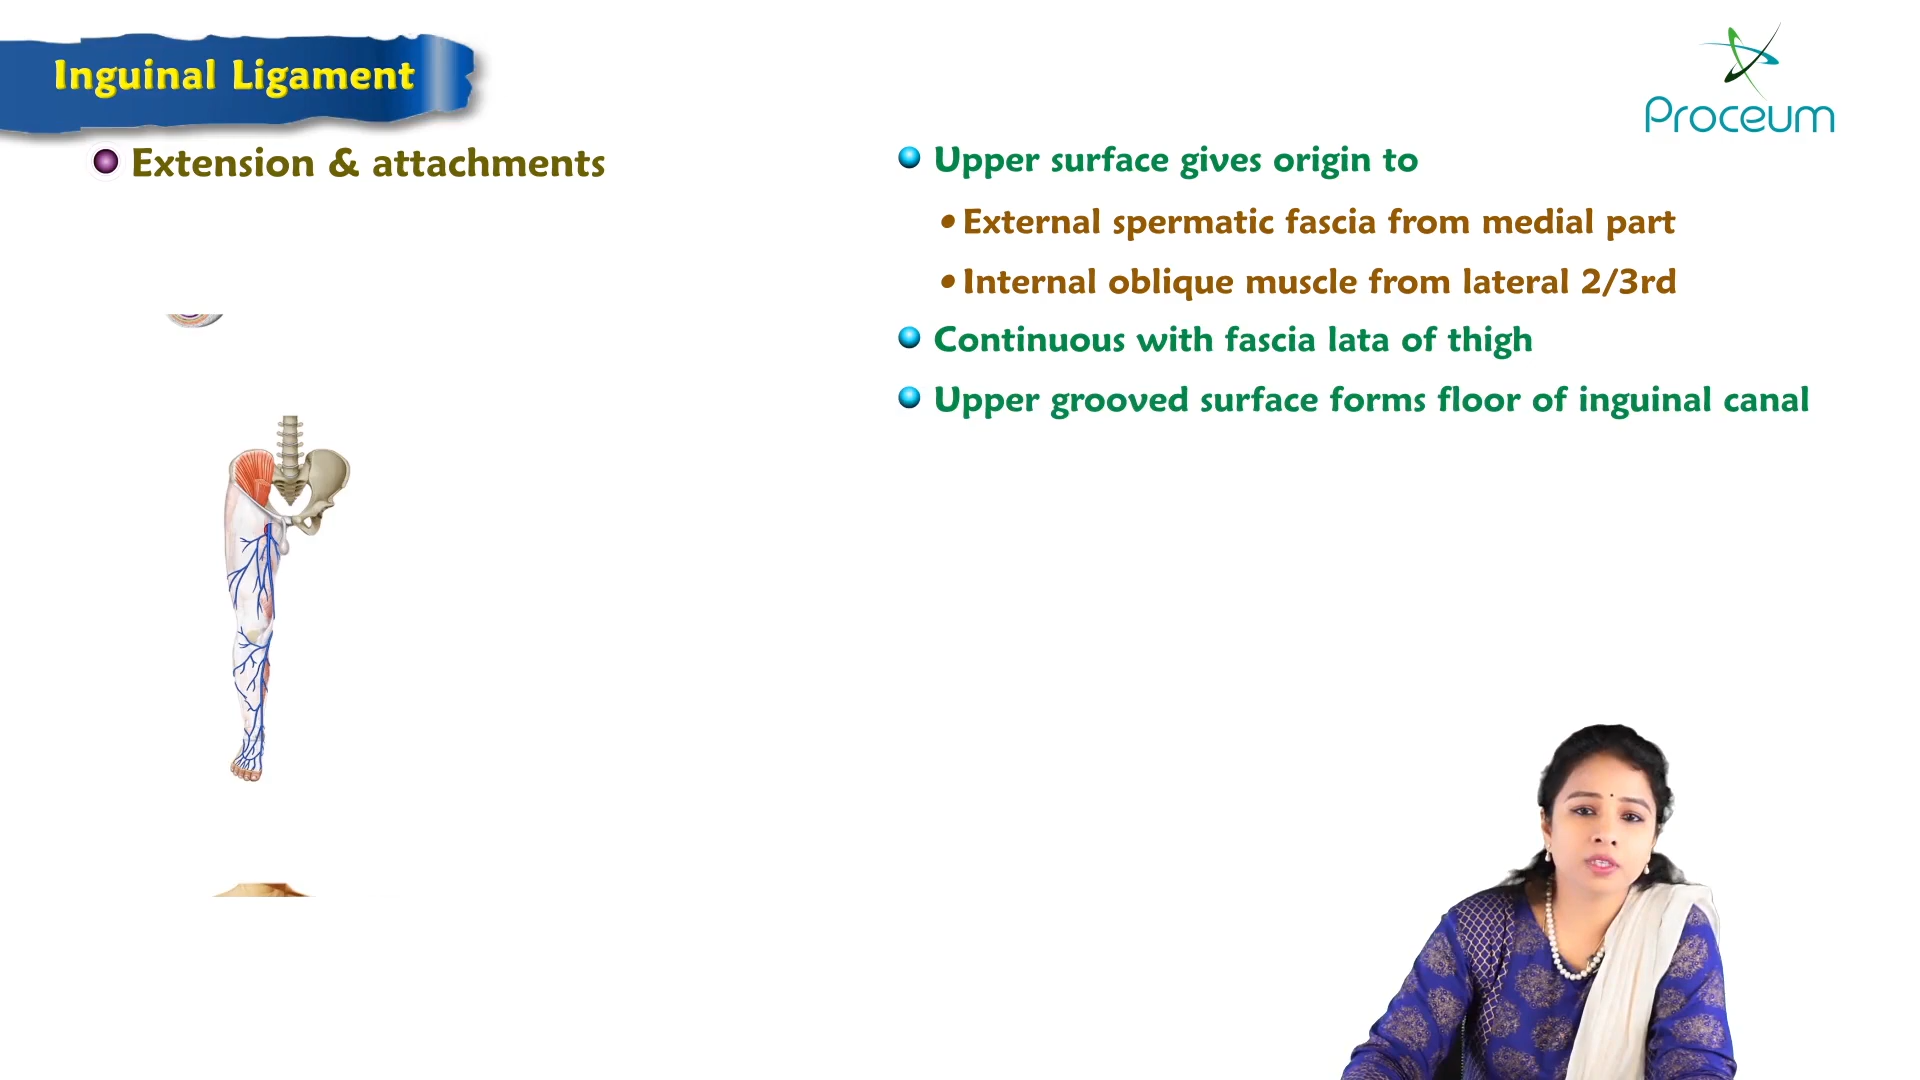 Inguinal Ligament
Proceum
Extension & attachments
Upper surface gives origin to
• External spermatic fascia from medial part
• Internal oblique muscle from lateral 2/3rd
Continuous with fascia lata of thigh
Upper grooved surface forms floor of inguinal canal